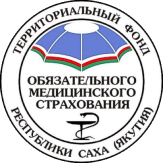 ТЕРРИТОРИАЛЬНЫЙ ФОНД
ОБЯЗАТЕЛЬНОГО
МЕДИЦИНСКОГО
СТРАХОВАНИЯ
РЕСПУБЛИКИ САХА (ЯКУТИЯ)